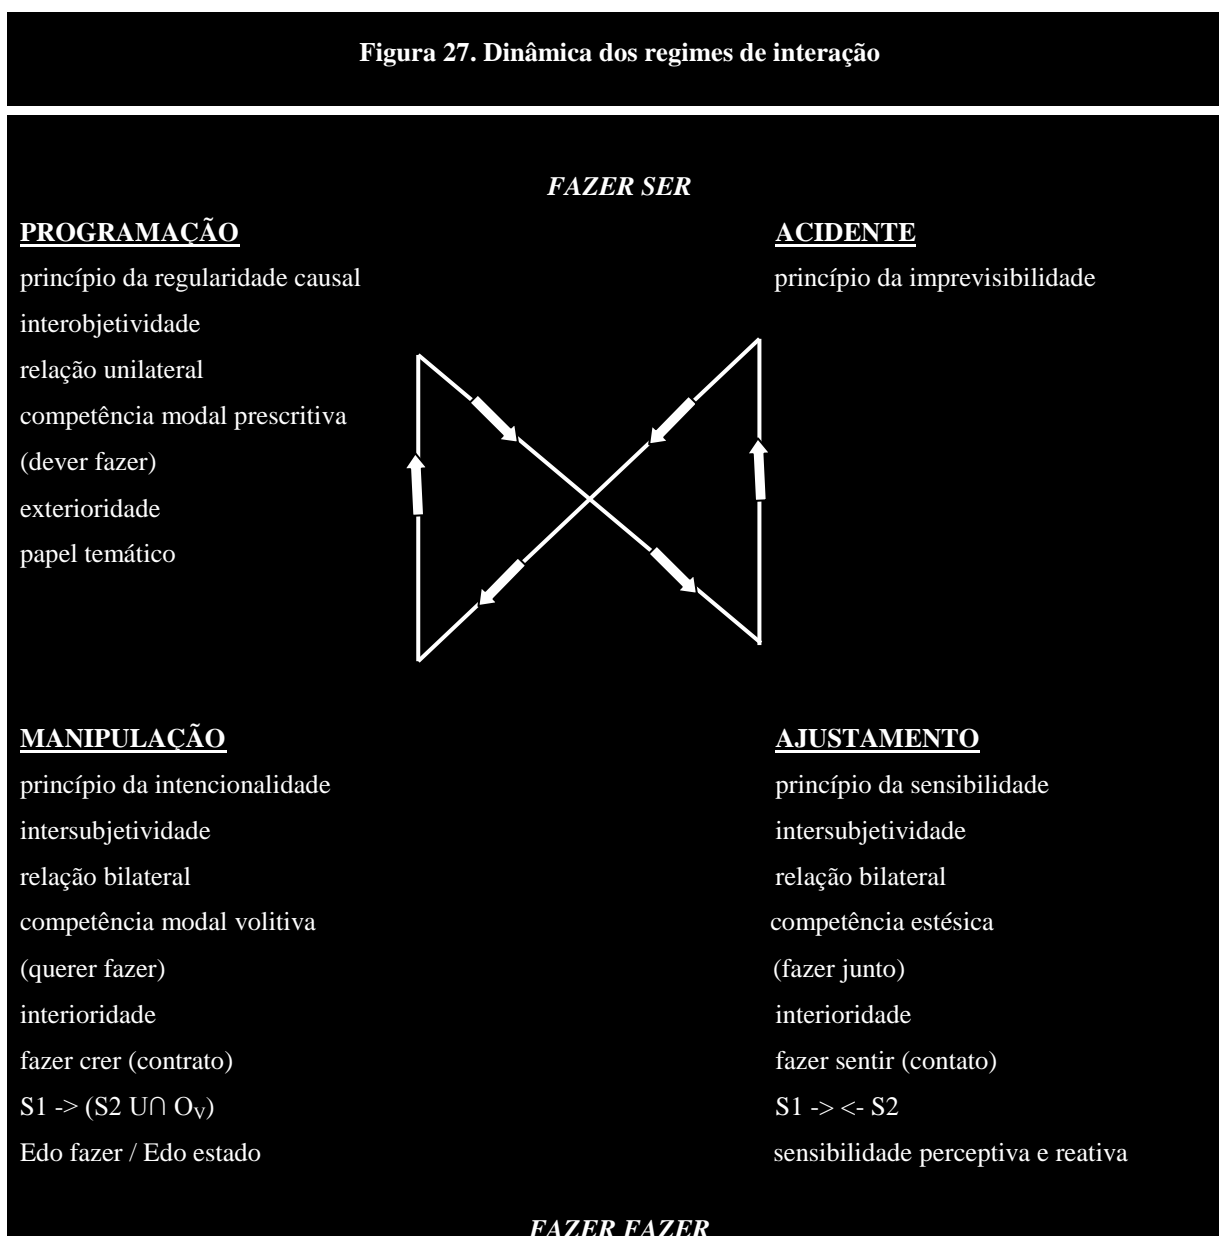 Figura 27. Dinâmica dos regimes de interação
FAZER SER
PROGRAMAÇÃO
princípio da regularidade causal
interobjetividade
relação unilateral
competência modal prescritiva
(dever fazer)
exterioridade
papel temático
ACIDENTE
princípio da imprevisibilidade
MANIPULAÇÃO
princípio da intencionalidade
intersubjetividade
relação bilateral
competência modal volitiva
(querer fazer)
interioridade
fazer crer (contrato)
S1 -> (S2 U∩ Ov)
Edo fazer / Edo estado
AJUSTAMENTO
princípio da sensibilidade
intersubjetividade
relação bilateral
competência estésica
(fazer junto)
interioridade
fazer sentir (contato)
S1 -> <- S2
sensibilidade perceptiva e reativa
FAZER FAZER